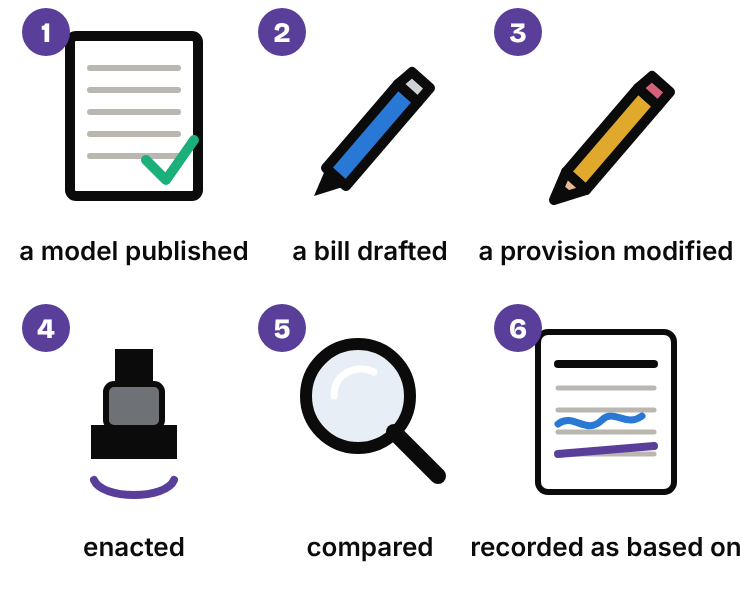 1
2
3
a model published
a bill drafted
a provision modified
4
5
6
enacted
compared
recorded as based on